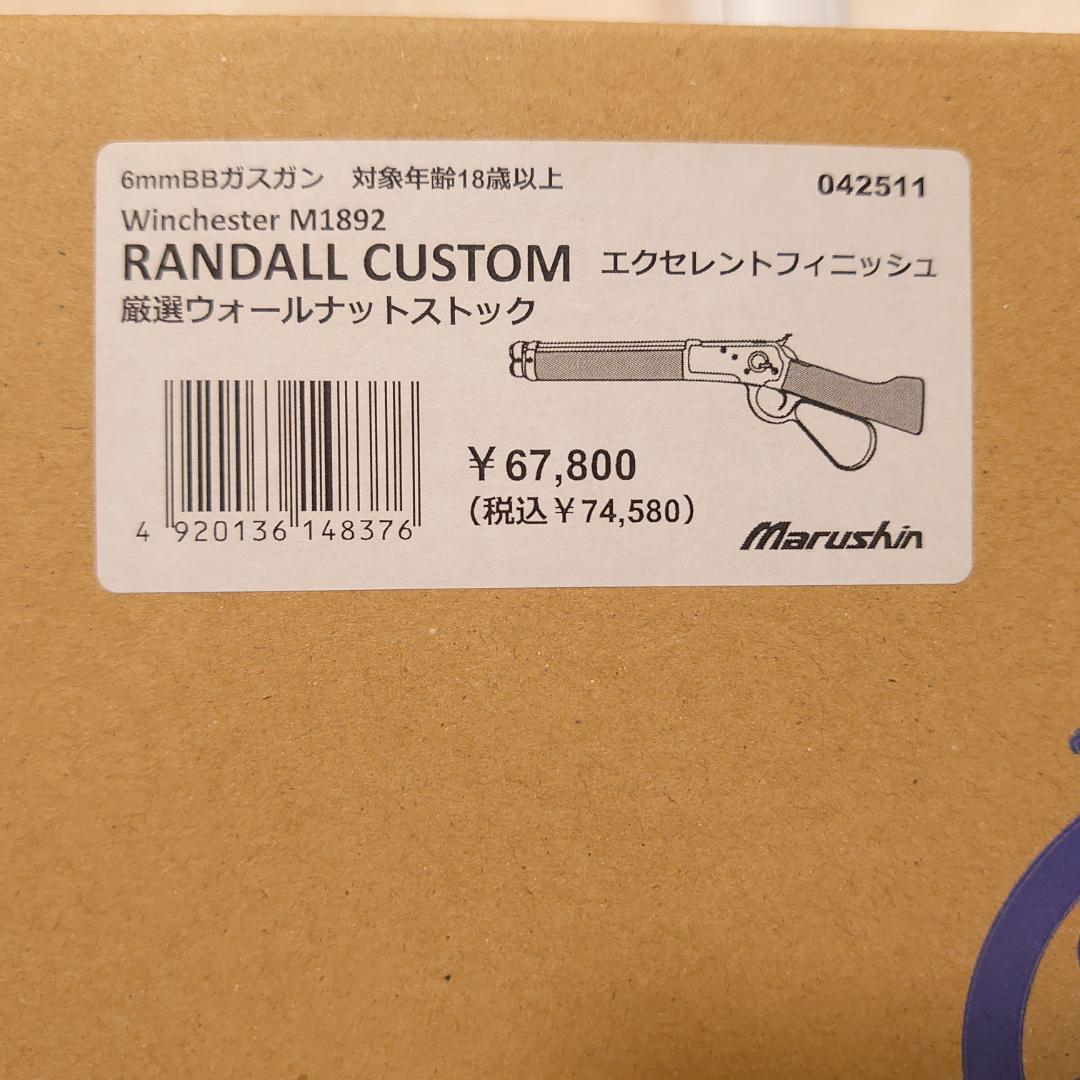 6mmBBガスガン 対象年齢18歳以上
042511
Winchester M1892
RANDALL CUSTOM エクセレントフィニッシュ
厳選ウォールナットストック
¥67,800
(税込¥74,580)
4 920136 148376
Marushin